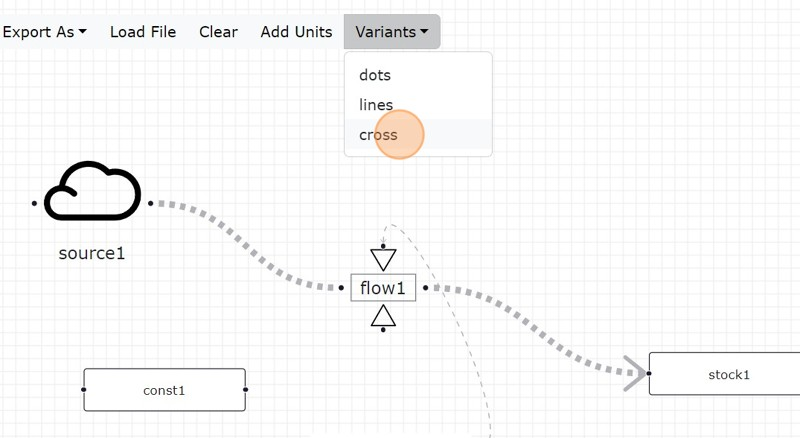 Export As Load File Clear Add Units Variants
dots
lines
cross
source1
flow1
stock1
const1